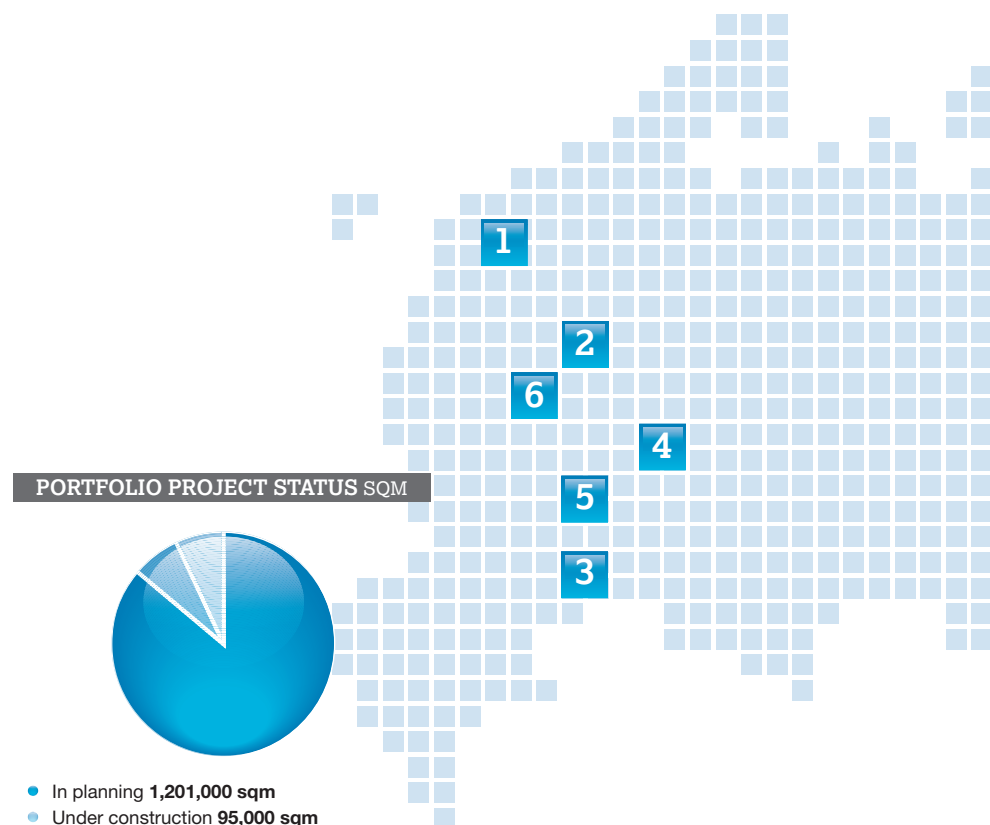 1
2
6
4
PORTFOLIO PROJECT STATUS SQM
5
3
In planning 1,201,000 sqm
Under construction 95,000 sqm